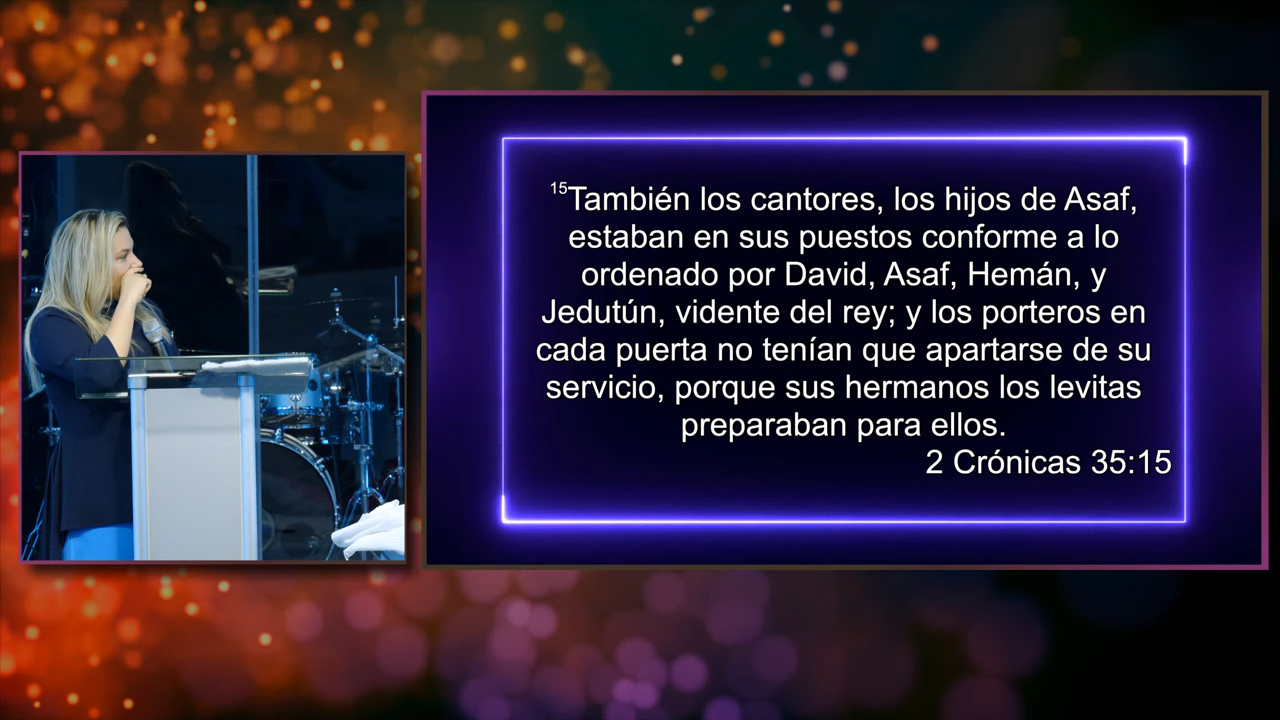 15También los cantores, los hijos de Asaf,
estaban en sus puestos conforme a lo
ordenado por David, Asaf, Hemán, y
Jedutún, vidente del rey; y los porteros en
cada puerta no tenían que apartarse de su
servicio, porque sus hermanos los levitas
preparaban para ellos.
2 Crónicas 35:15